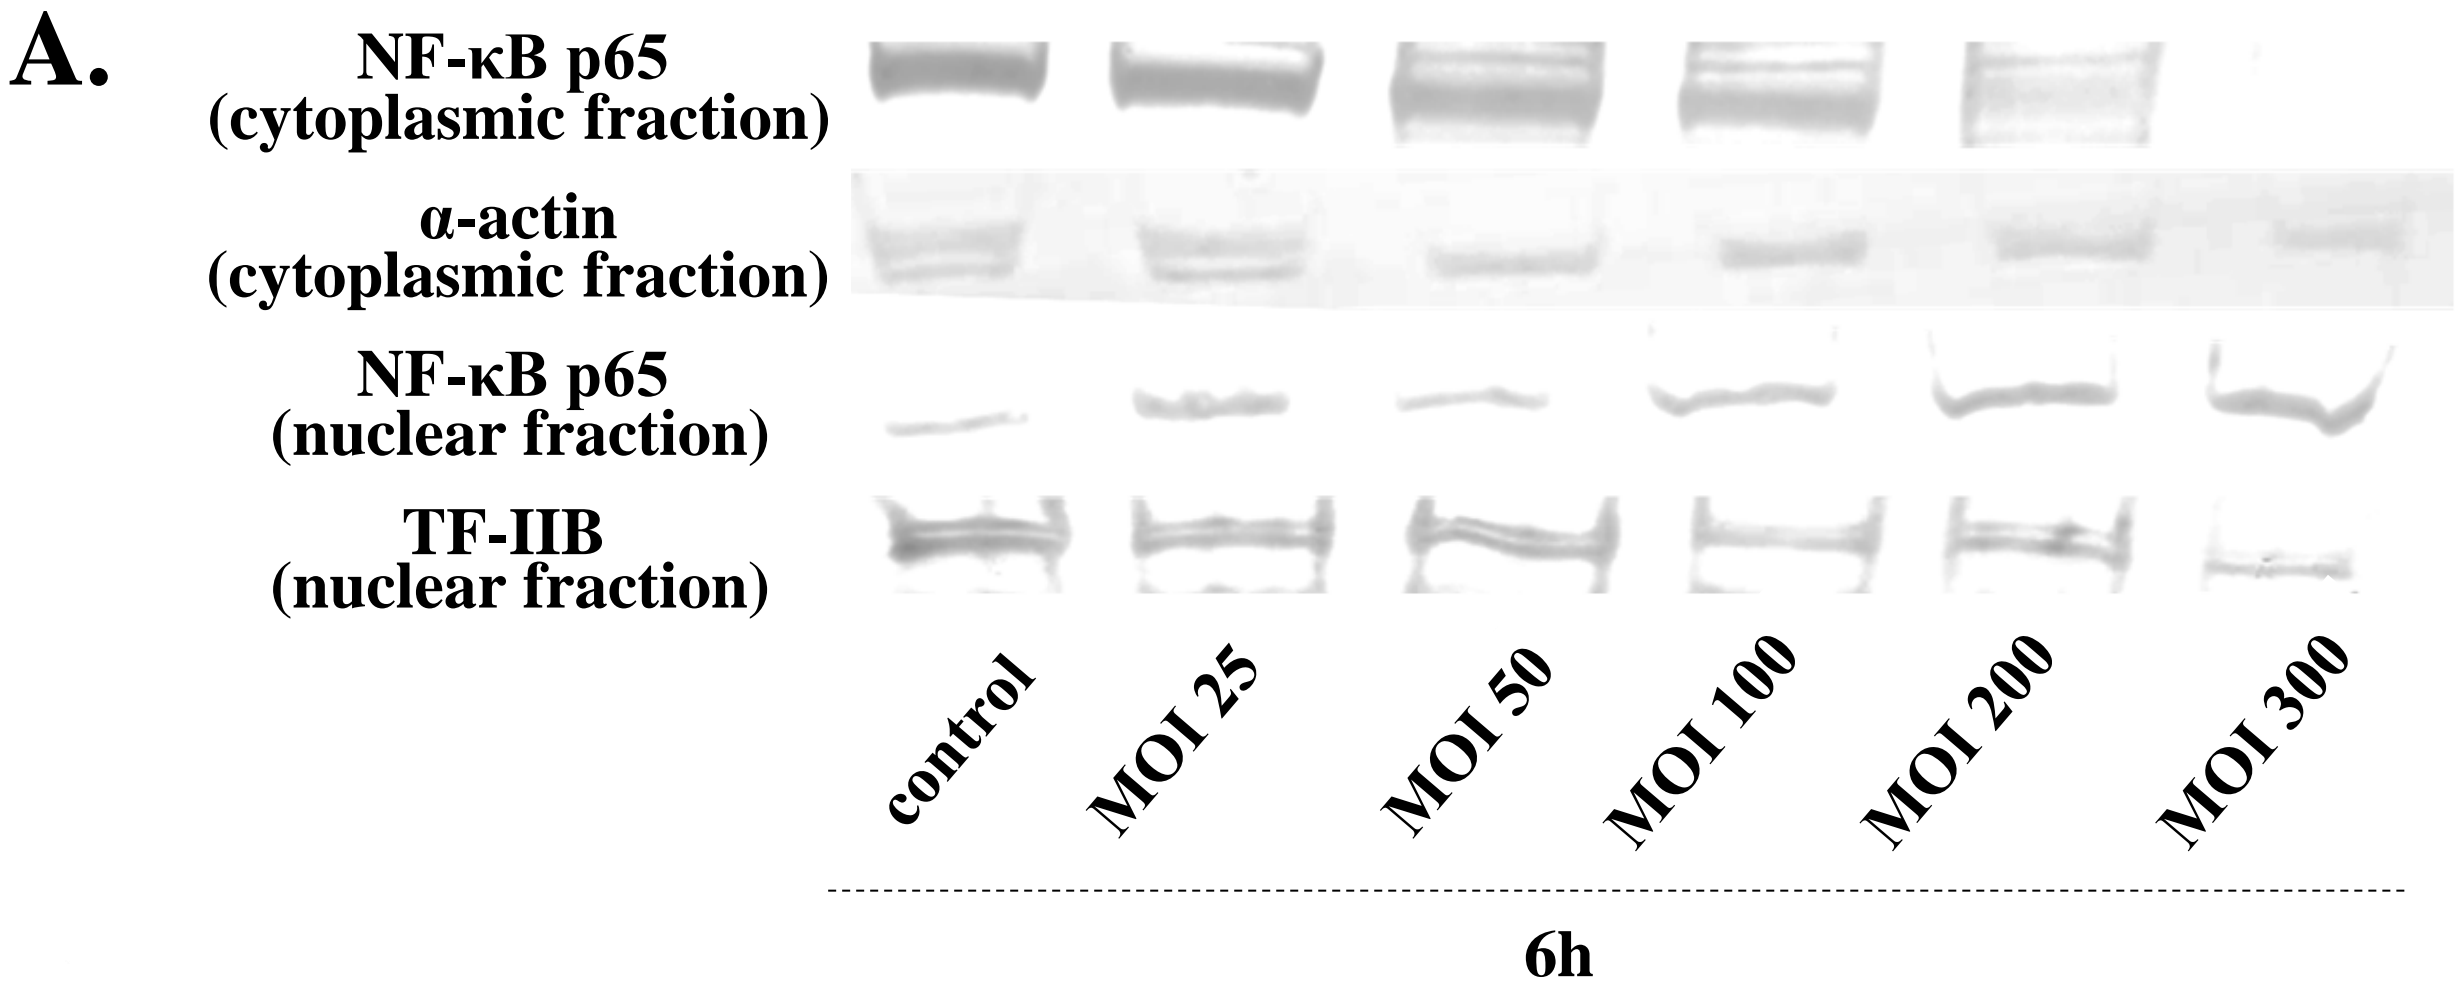 A.
NF-κB p65
(cytoplasmic fraction)
α-actin
(cytoplasmic fraction)
NF-κB p65
(nuclear fraction)
TF-IIB
(nuclear fraction)
control
MOI 25
MOI 50
MOI 100
MOI 200
MOI 300
6h